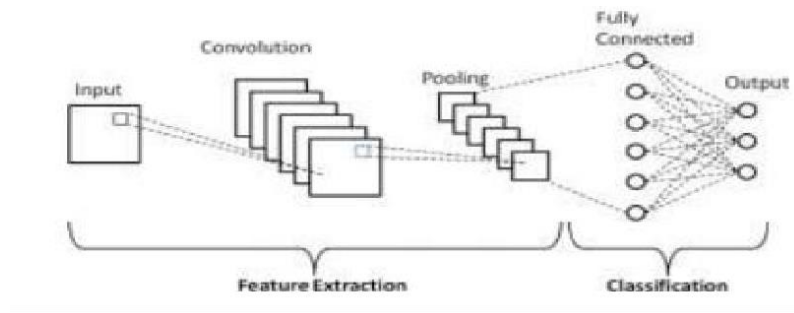 Fully
Connected
Convolution
Pooling
Output
Input
Feature Extraction
Classification